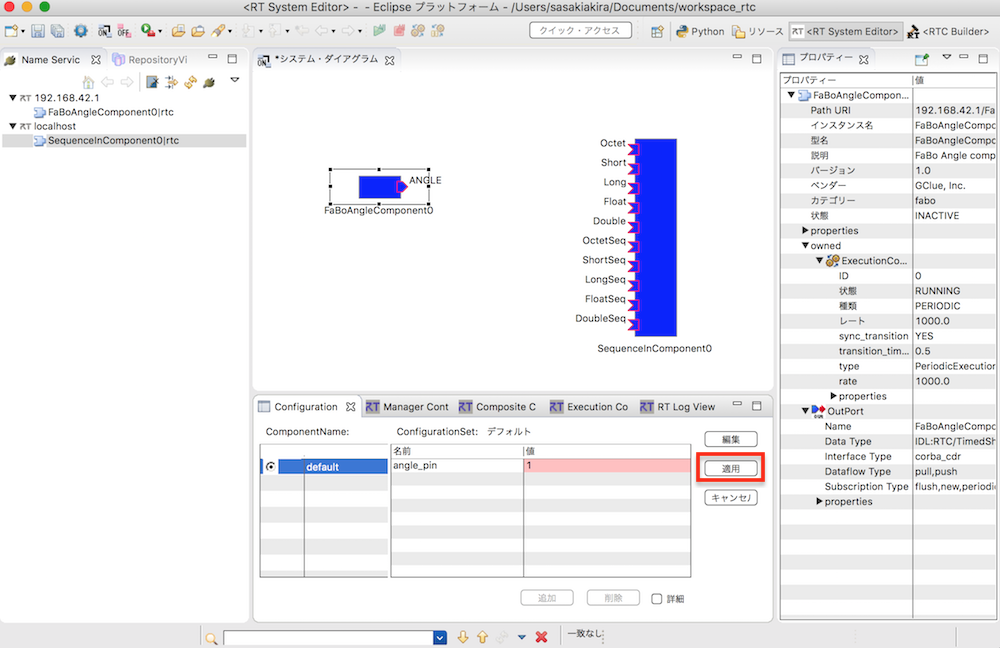 <RT System Editor> - - Eclipse プラットフォーム - /Users/sasakiakira/Documents/workspace_rtc
ON OFF
クイック・アクセス
Python
リソース
RT <RT System Editor>
<RTC Builder>
Name Servic
RepositoryVi
RT 192.168.42.1
FaBoAngleComponent0|rtc
RT localhost
SequenceInComponent0|rtc
ON *システム・ダイアグラム
ANGLE
FaBoAngleComponent0
Octet
Short
Long
Float
Double
OctetSeq
ShortSeq
LongSeq
FloatSeq
DoubleSeq
SequenceInComponent0
Configuration
RT Manager Cont
RT Composite C
RT Execution Co
RT RT Log View
ComponentName:
ConfigurationSet: デフォルト
default
名前 値
angle_pin 1
編集
適用
キャンセル
追加
削除
詳細
一致なし
プロパティー
プロパティー 値
FaBoAngleCompon...
Path URI 192.168.42.1/Fa
インスタンス名 FaBoAngleCompo
型名 FaBoAngleCompo
説明 FaBo Angle comp
バージョン 1.0
ベンダー GClue, Inc.
カテゴリー fabo
状態 INACTIVE
properties
owned
ExecutionCo...
ID 0
状態 RUNNING
種類 PERIODIC
レート 1000.0
sync_transition YES
transition_tim... 0.5
type PeriodicExecution
rate 1000.0
properties
OutPort
Name FaBoAngleCompo
Data Type IDL:RTC/TimedSh
Interface Type corba_cdr
Dataflow Type pull,push
Subscription Type flush,new,periodic
properties